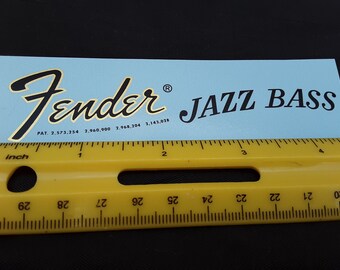 Fender® JAZZ BASS
PAT. 2,573,254 2,960,900 2,968,204 3,143,028
inch 1 2 3 4
29 28 27 26 25 24 23 22 21 20